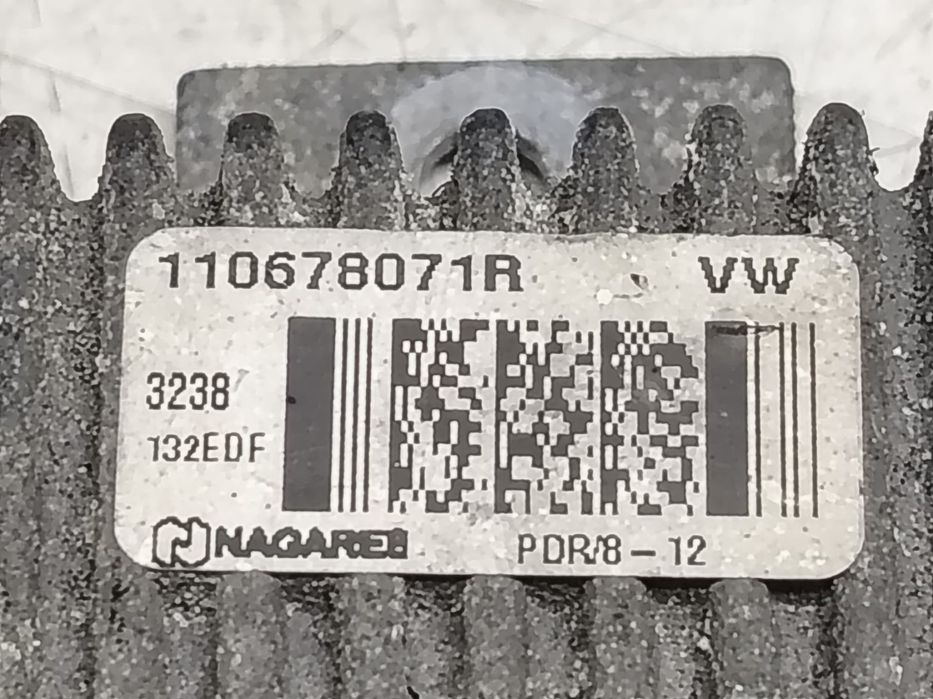 110678071R VW
3238
132EDF
NAGARES PDR/8-12